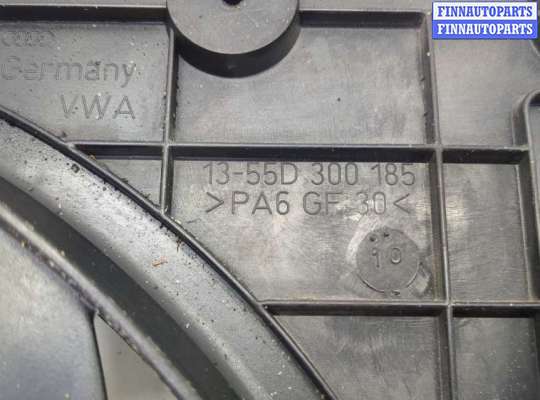 FINNAUTOPARTS
FINNAUTOPARTS
Germany
VWA
13-55D 300 185
>PA6 GF 30<
10